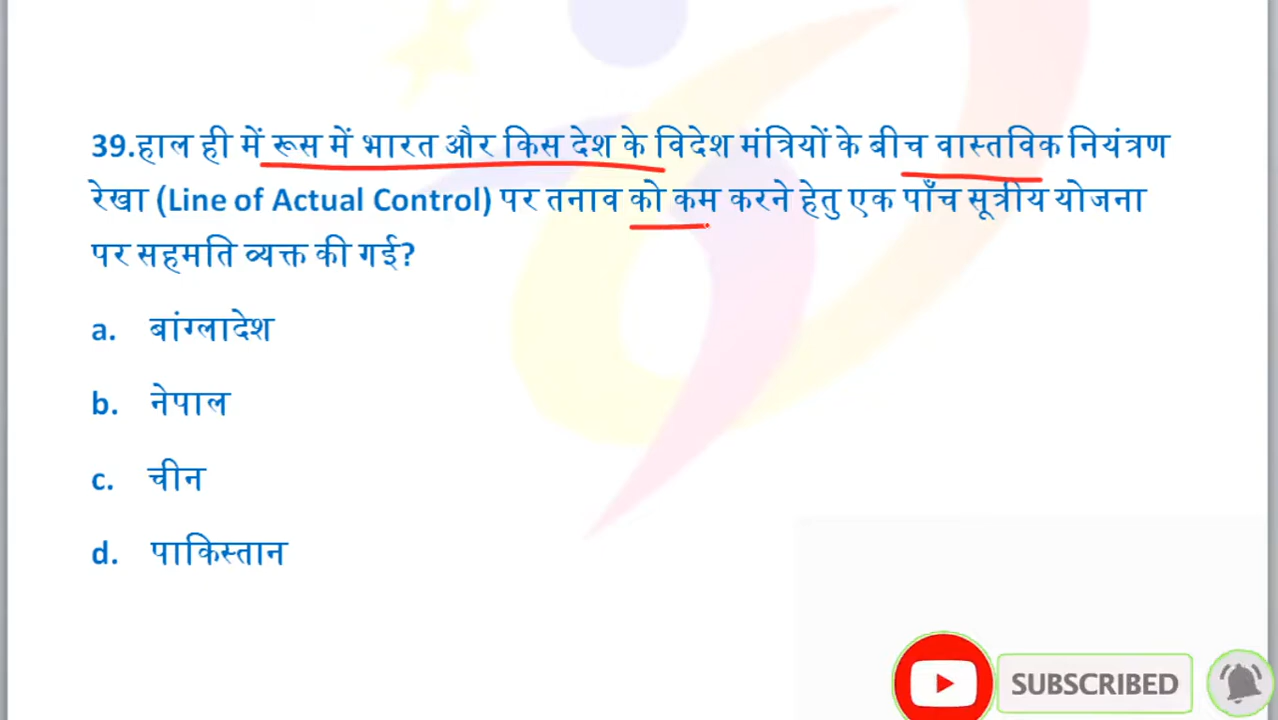 39.हाल ही में रूस में भारत और किस देश के विदेश मंत्रियों के बीच वास्तविक नियंत्रण
रेखा (Line of Actual Control) पर तनाव को कम करने हेतु एक पाँच सूत्रीय योजना
पर सहमति व्यक्त की गई?
a. बांग्लादेश
b. नेपाल
c. चीन
d. पाकिस्तान
SUBSCRIBED